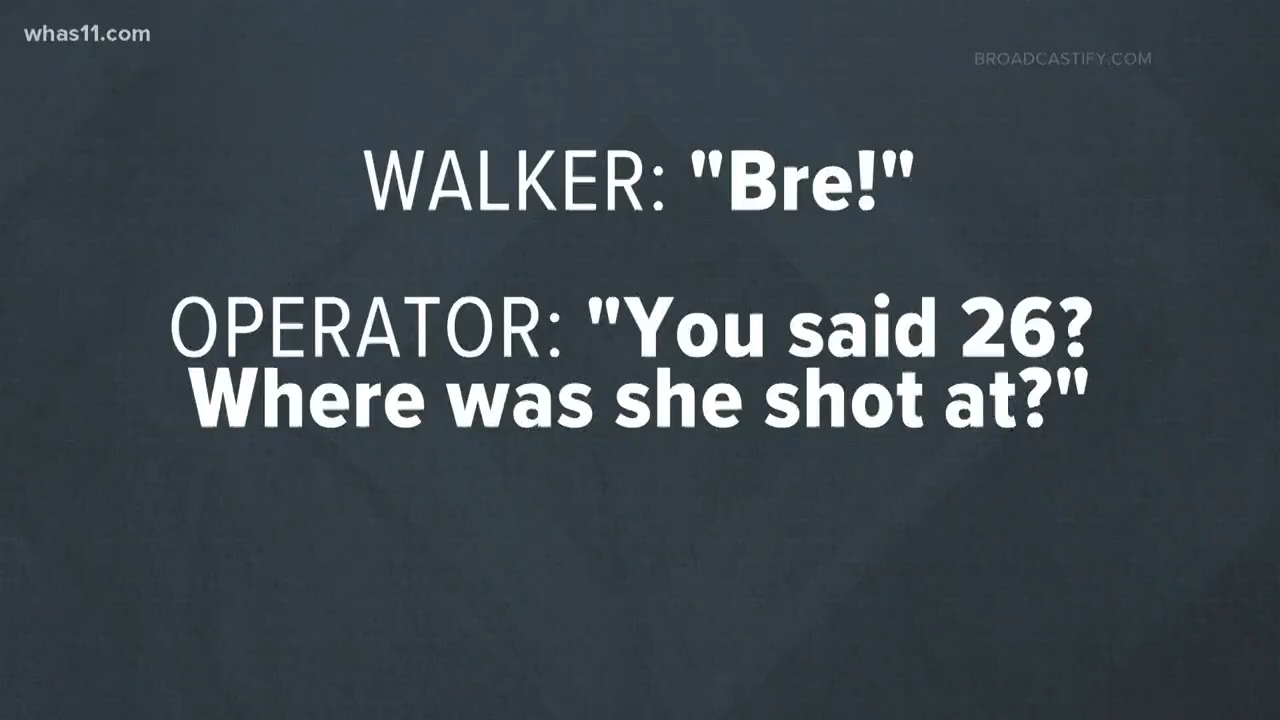 whas11.com
BROADCASTIFY.COM
WALKER: "Bre!"
OPERATOR: "You said 26?
Where was she shot at?"